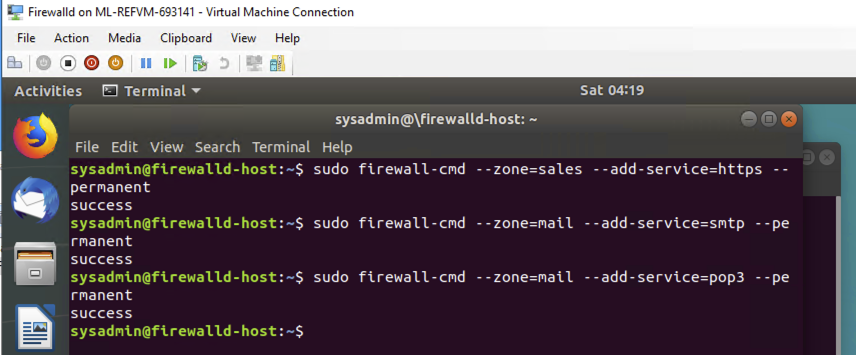 Firewalld on ML-REFVM-693141 - Virtual Machine Connection
File Action Media Clipboard View Help
Activities Terminal Sat 04:19
sysadmin@\firewalld-host: ~
File Edit View Search Terminal Help
sysadmin@firewalld-host:~$ sudo firewall-cmd --zone=sales --add-service=https --
permanent
success
sysadmin@firewalld-host:~$ sudo firewall-cmd --zone=mail --add-service=smtp --pe
rmanent
success
sysadmin@firewalld-host:~$ sudo firewall-cmd --zone=mail --add-service=pop3 --pe
rmanent
success
sysadmin@firewalld-host:~$